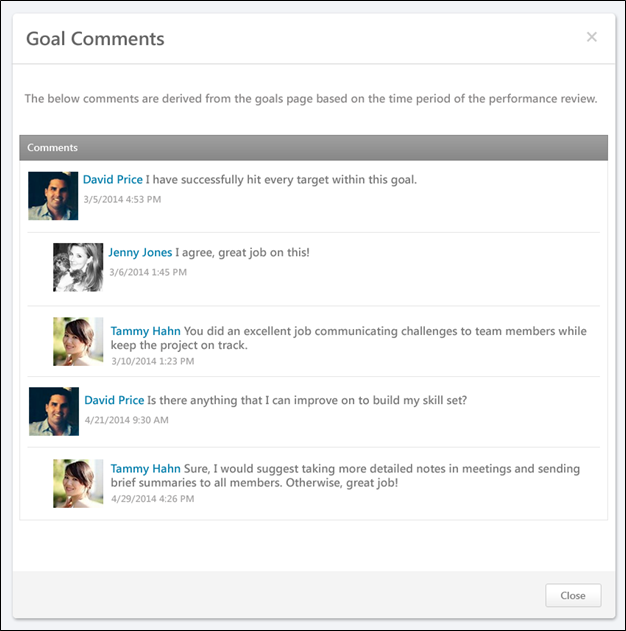 Goal Comments
The below comments are derived from the goals page based on the time period of the performance review.
Comments
David Price I have successfully hit every target within this goal.
3/5/2014 4:53 PM
Jenny Jones I agree, great job on this!
3/6/2014 1:45 PM
Tammy Hahn You did an excellent job communicating challenges to team members while
keep the project on track.
3/10/2014 1:23 PM
David Price Is there anything that I can improve on to build my skill set?
4/21/2014 9:30 AM
Tammy Hahn Sure, I would suggest taking more detailed notes in meetings and sending
brief summaries to all members. Otherwise, great job!
4/29/2014 4:26 PM
Close